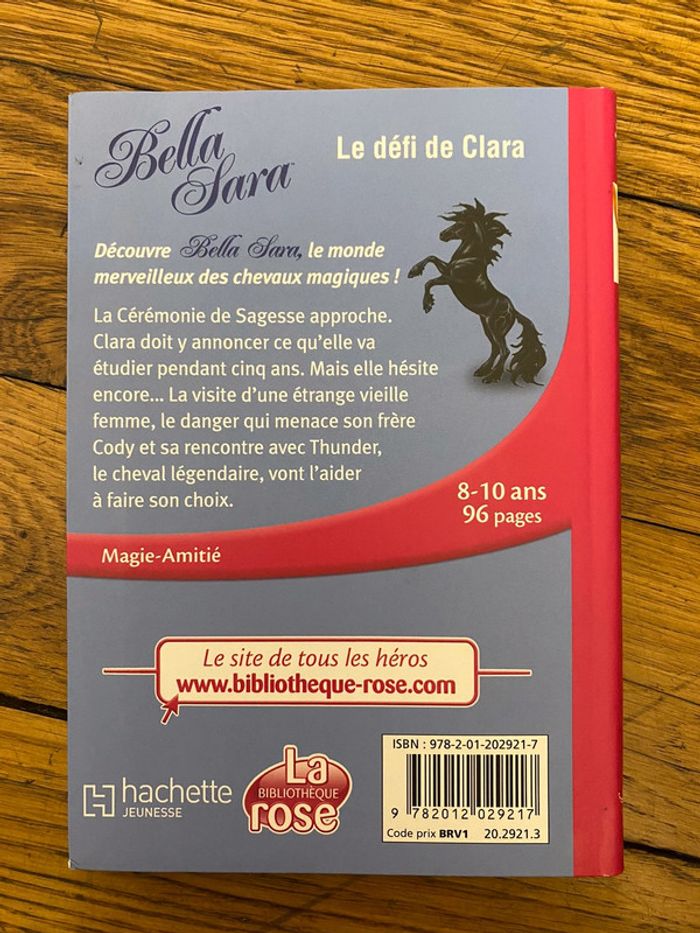 Bella Sara™
Le défi de Clara
Découvre Bella Sara, le monde
merveilleux des chevaux magiques !
La Cérémonie de Sagesse approche.
Clara doit y annoncer ce qu'elle va
étudier pendant cinq ans. Mais elle hésite
encore... La visite d'une étrange vieille
femme, le danger qui menace son frère
Cody et sa rencontre avec Thunder,
le cheval légendaire, vont l'aider
à faire son choix.
8-10 ans
96 pages
Magie-Amitié
Le site de tous les héros
www.bibliotheque-rose.com
hachette
JEUNESSE
La
BIBLIOTHÈQUE
rose
ISBN : 978-2-01-202921-7
9 782012 029217
Code prix BRV1 20.2921.3